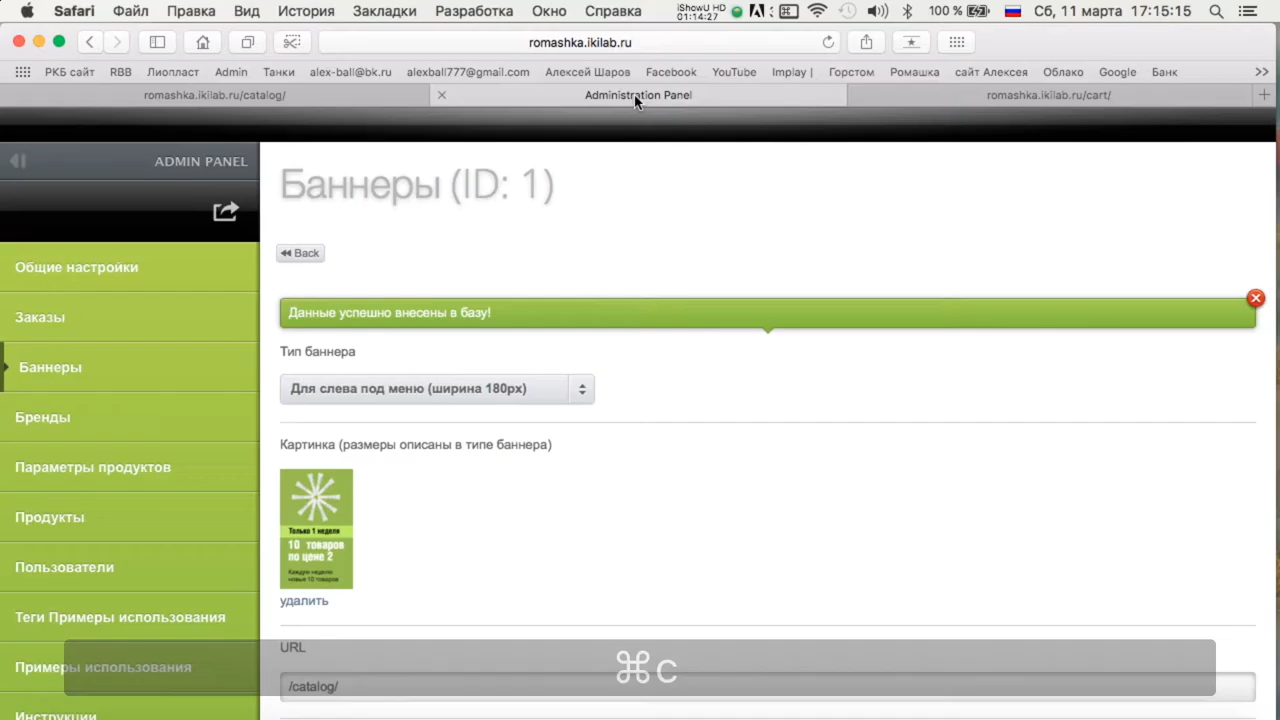 Safari Файл Правка Вид История Закладки Разработка Окно Справка iShowU HD 01:14:27 100 % Сб, 11 марта 17:15:15
romashka.ikilab.ru
РКБ сайт RBB Лиопласт Admin Танки alex-ball@bk.ru alexball777@gmail.com Алексей Шаров Facebook YouTube Implay | Горстом Ромашка сайт Алексея Облако Google Банк
romashka.ikilab.ru/catalog/ Administration Panel romashka.ikilab.ru/cart/
ADMIN PANEL
Баннеры (ID: 1)
Back
Общие настройки
Данные успешно внесены в базу!
Заказы
Тип баннера
Баннеры
Для слева под меню (ширина 180px)
Бренды
Картинка (размеры описаны в типе баннера)
Параметры продуктов
Продукты
Только 1 неделя
10 товаров
по цене 2
Каждую неделю
новые 10 товаров
Пользователи
удалить
Теги Примеры использования
URL
Примеры использования
⌘C
/catalog/
Инструкции